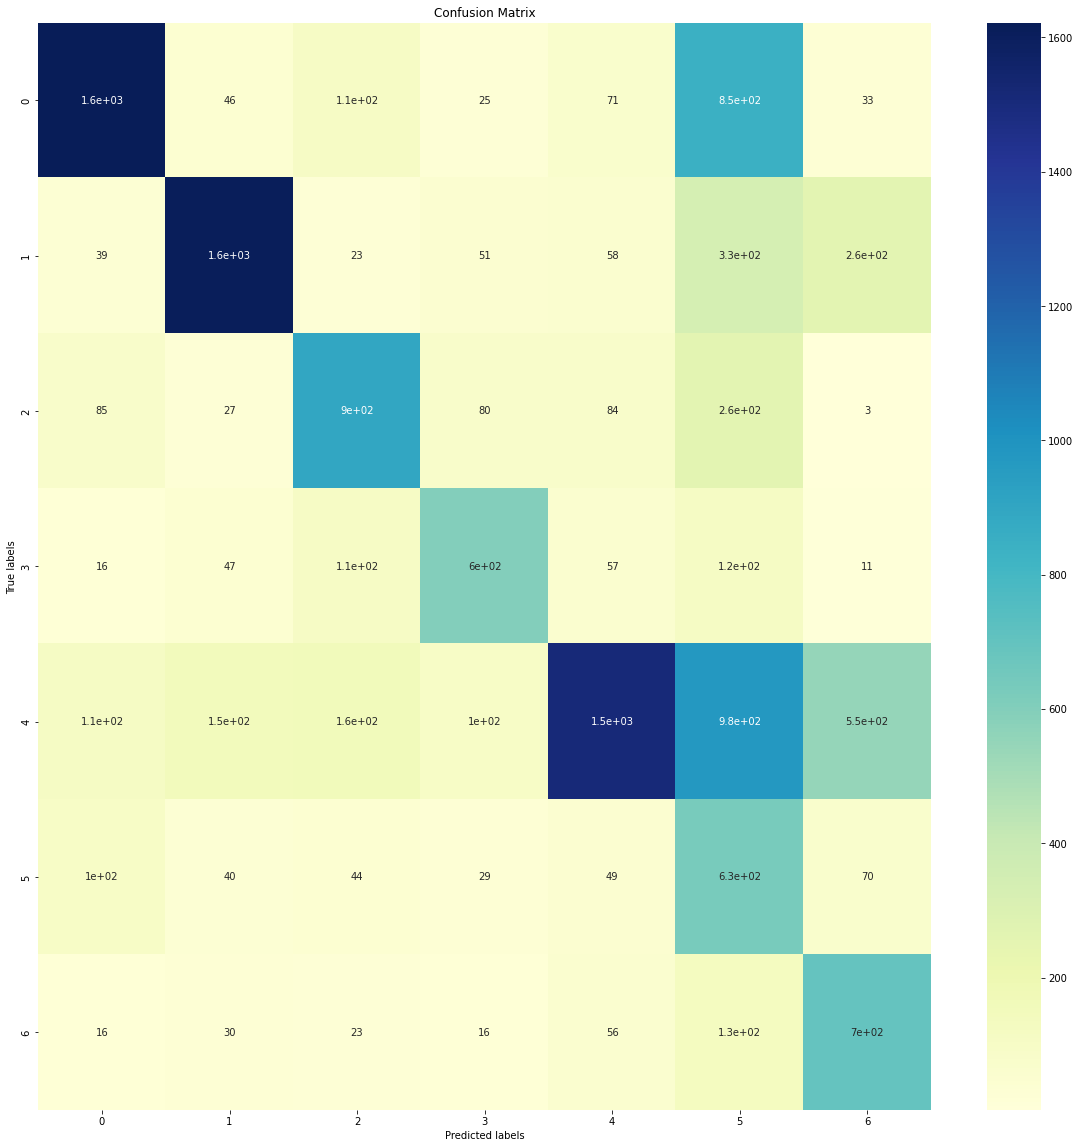 Confusion Matrix
0 1.6e+03 46 1.1e+02 25 71 8.5e+02 33
1 39 1.6e+03 23 51 58 3.3e+02 2.6e+02
2 85 27 9e+02 80 84 2.6e+02 3
3 16 47 1.1e+02 6e+02 57 1.2e+02 11
4 1.1e+02 1.5e+02 1.6e+02 1e+02 1.5e+03 9.8e+02 5.5e+02
5 1e+02 40 44 29 49 6.3e+02 70
6 16 30 23 16 56 1.3e+02 7e+02
0 1 2 3 4 5 6
Predicted labels
True labels
1600
1400
1200
1000
800
600
400
200